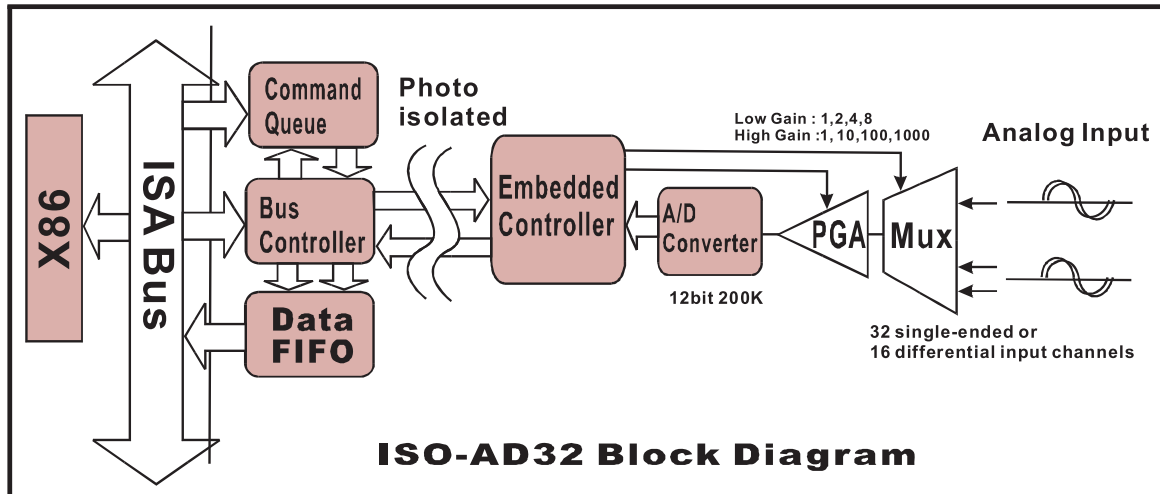 X86
ISA Bus
Command
Queue
Bus
Controller
Data
FIFO
Photo
isolated
Embedded
Controller
Low Gain : 1,2,4,8
High Gain :1, 10,100,1000
A/D
Converter
12bit 200K
PGA
Mux
Analog Input
32 single-ended or
16 differential input channels
ISO-AD32 Block Diagram